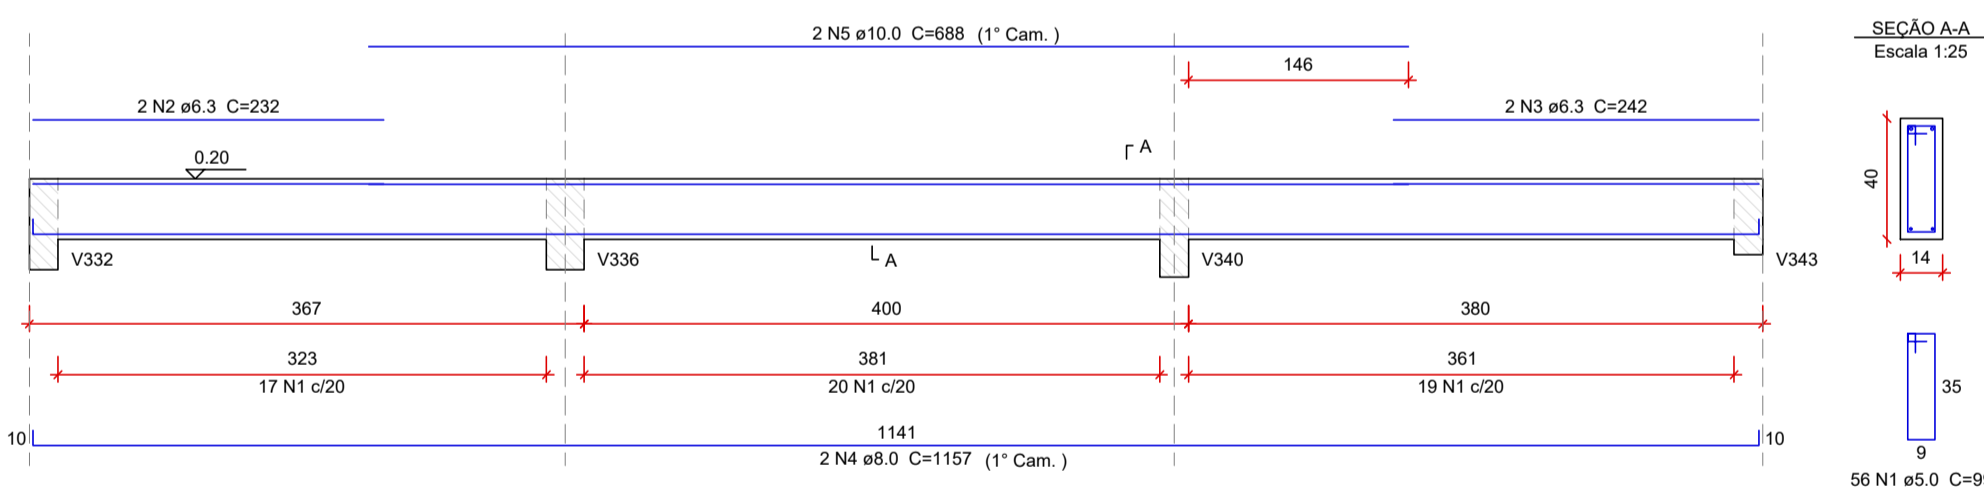 2 N5 ø10.0 C=688 (1° Cam. )
SEÇÃO A-A
Escala 1:25
146
2 N2 ø6.3 C=232
2 N3 ø6.3 C=242
0.20
A
40
14
V332
V336
A
V340
V343
367
400
380
323
381
361
17 N1 c/20
20 N1 c/20
19 N1 c/20
35
9
10
1141
10
2 N4 ø8.0 C=1157 (1° Cam. )
56 N1 ø5.0